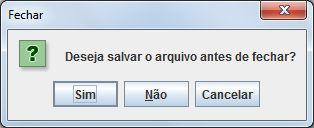 Fechar
Deseja salvar o arquivo antes de fechar?
Sim
Não
Cancelar